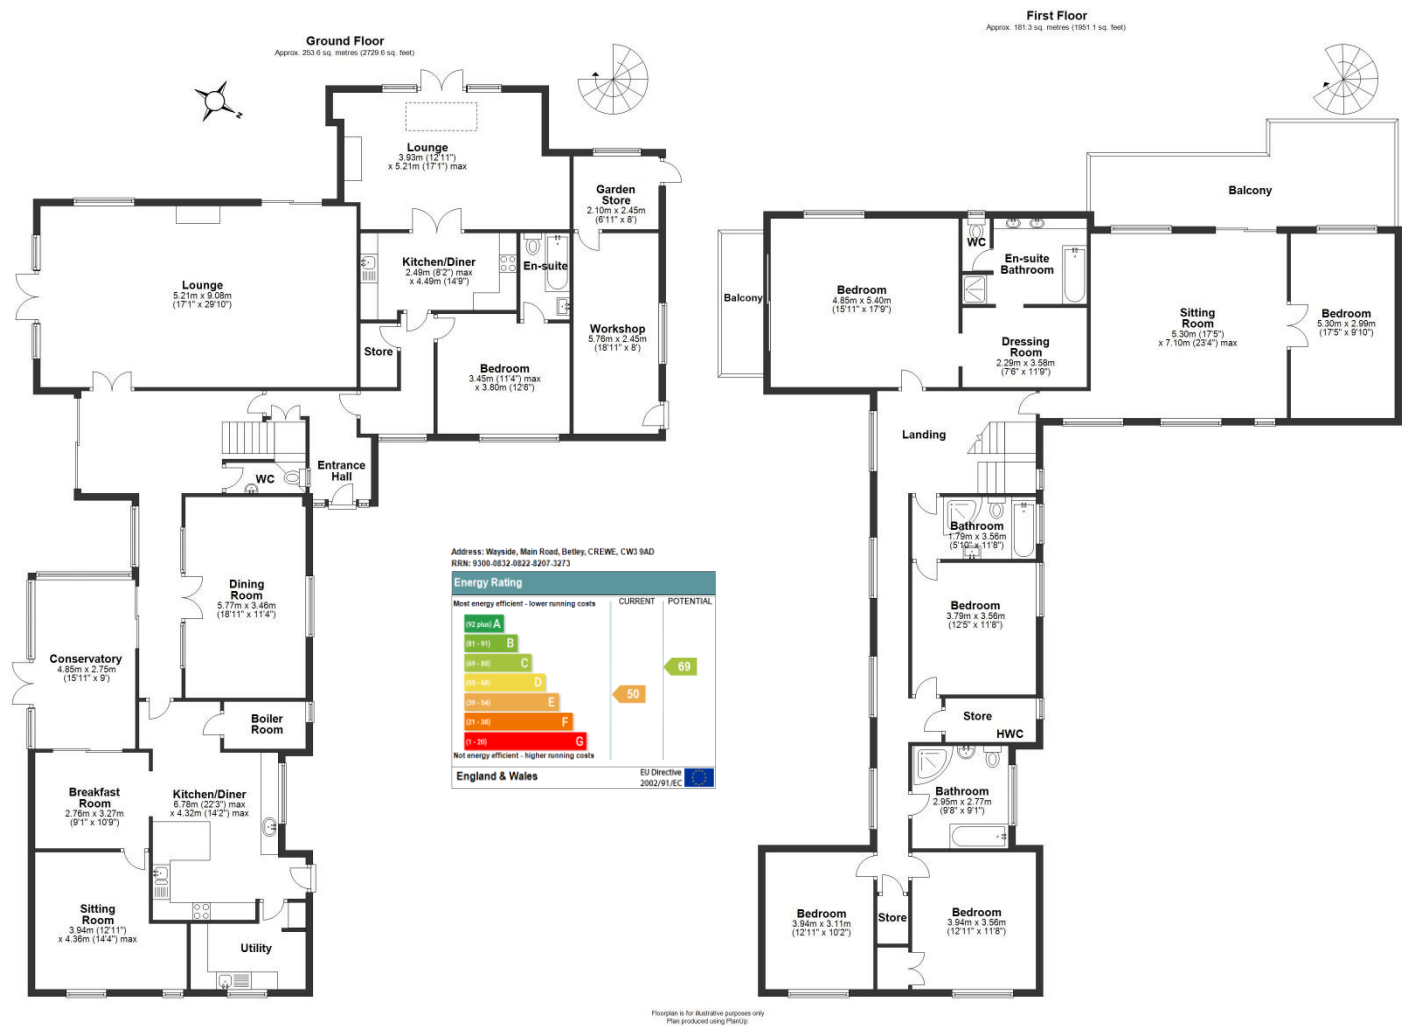 Ground Floor
Approx. 253.6 sq. metres (2729.6 sq. feet)
N
Lounge
3.93m (12'11")
x 5.21m (17'1") max
Garden
Store
2.10m x 2.45m
(6'11" x 8')
Lounge
5.21m x 9.08m
(17'1" x 29'10")
Kitchen/Diner
2.49m (8'2") max
x 4.49m (14'9")
En-suite
Workshop
5.76m x 2.45m
(18'11" x 8')
Store
Bedroom
3.45m (11'4") max
x 3.80m (12'6")
WC
Entrance
Hall
Dining
Room
5.77m x 3.46m
(18'11" x 11'4")
Conservatory
4.85m x 2.75m
(15'11" x 9')
Boiler
Room
Breakfast
Room
2.76m x 3.27m
(9'1" x 10'9")
Kitchen/Diner
6.78m (22'3") max
x 4.32m (14'2") max
Sitting
Room
3.94m (12'11")
x 4.36m (14'4") max
Utility
Address: Wayside, Main Road, Betley, CREWE, CW3 9AD
RRN: 9300-0832-0822-8207-3273
Energy Rating
Most energy efficient - lower running costs
CURRENT POTENTIAL
(92 plus) A
(81 - 91) B
(69 - 80) C
(55 - 68) D
(39 - 54) E
(21 - 38) F
(1 - 20) G
50
69
Not energy efficient - higher running costs
England & Wales
EU Directive
2002/91/EC
First Floor
Approx. 181.3 sq. metres (1951.1 sq. feet)
Balcony
WC
En-suite
Bathroom
Balcony
Bedroom
4.85m x 5.40m
(15'11" x 17'9")
Sitting
Room
5.30m (17'5")
x 7.10m (23'4") max
Bedroom
5.30m x 2.99m
(17'5" x 9'10")
Dressing
Room
2.29m x 3.58m
(7'6" x 11'9")
Landing
Bathroom
1.79m x 3.56m
(5'10" x 11'8")
Bedroom
3.79m x 3.56m
(12'5" x 11'8")
Store
HWC
Bathroom
2.95m x 2.77m
(9'8" x 9'1")
Bedroom
3.94m x 3.11m
(12'11" x 10'2")
Store
Bedroom
3.94m x 3.56m
(12'11" x 11'8")
Floorplan is for illustrative purposes only
Plan produced using PlanUp.